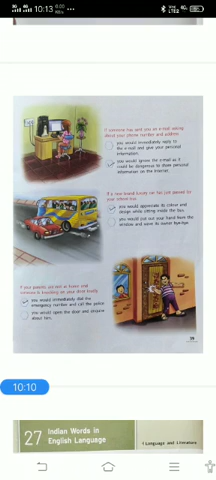 10:13
If someone has sent you an e-mail asking
about your phone number and address
you would immediately reply to
the e-mail and give your personal
information.
you would ignore the e-mail as it
could be dangerous to share personal
information on the internet.
If a new brand luxury car has just passed by
your school bus
you would appreciate its colour and
design while sitting inside the bus.
you would put out your hand from the
window and wave its owner bye-bye.
If your parents are not at home and
someone is knocking on your door loudly
you would immediately dial the
emergency number and call the police
you would open the door and shout
about him.
39
10:10
27
Indian Words in
English Language
Language and Literature